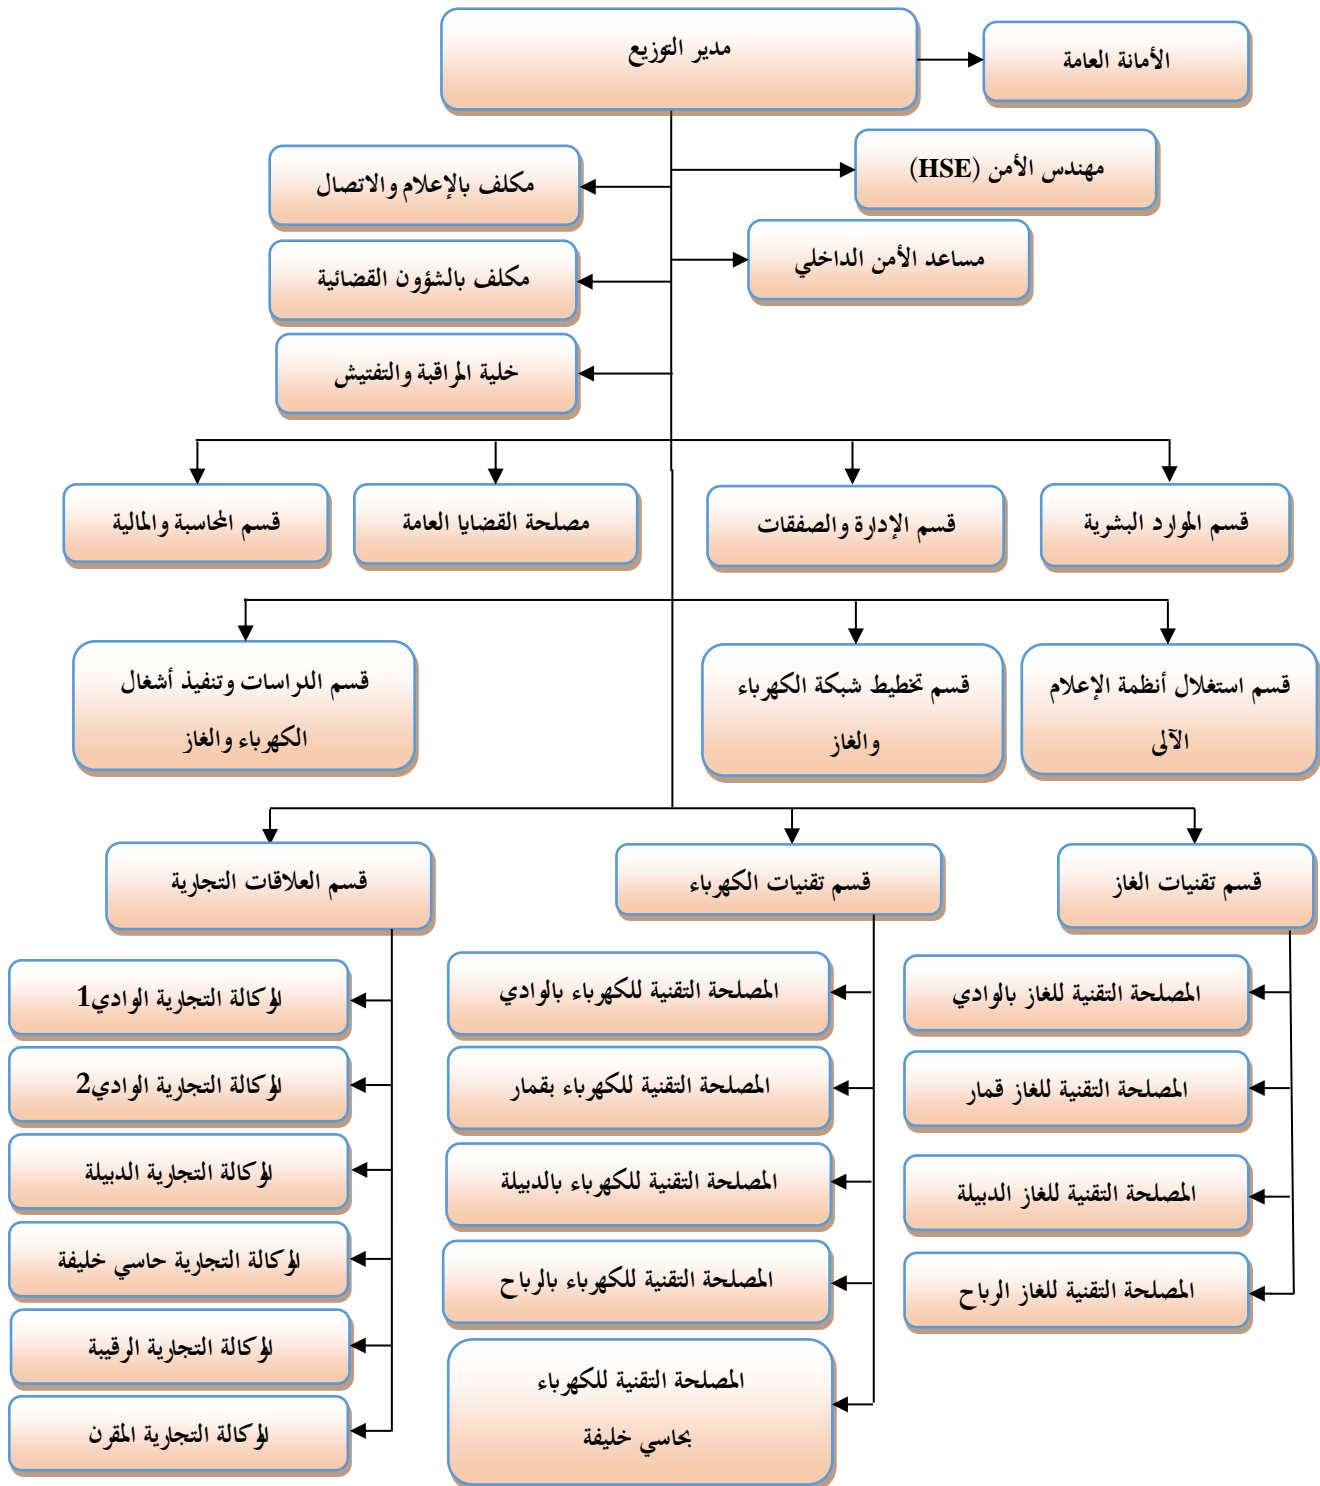 مدير التوزيع
الأمانة العامة
مهندس الأمن (HSE)
مكلف بالإعلام والاتصال
مساعد الأمن الداخلي
مكلف بالشؤون القضائية
خلية المراقبة والتفتيش
قسم الموارد البشرية
قسم الإدارة والصفقات
مصلحة القضايا العامة
قسم المحاسبة والمالية
قسم استغلال أنظمة الإعلام
الآلى
قسم تخطيط شبكة الكهرباء
والغاز
قسم الدراسات وتنفيذ أشغال
الكهرباء والغاز
قسم تقنيات الغاز
قسم تقنيات الكهرباء
قسم العلاقات التجارية
المصلحة التقنية للغاز بالوادي
المصلحة التقنية للغاز قمار
المصلحة التقنية للغاز الدبيلة
المصلحة التقنية للغاز الرباح
المصلحة التقنية للكهرباء بالوادي
المصلحة التقنية للكهرباء بقمار
المصلحة التقنية للكهرباء بالدبيلة
المصلحة التقنية للكهرباء بالرباح
المصلحة التقنية للكهرباء
بحاسي خليفة
الوكالة التجارية الوادي1
الوكالة التجارية الوادي2
الوكالة التجارية الدبيلة
الوكالة التجارية حاسي خليفة
الوكالة التجارية الرقيبة
الوكالة التجارية المقرن